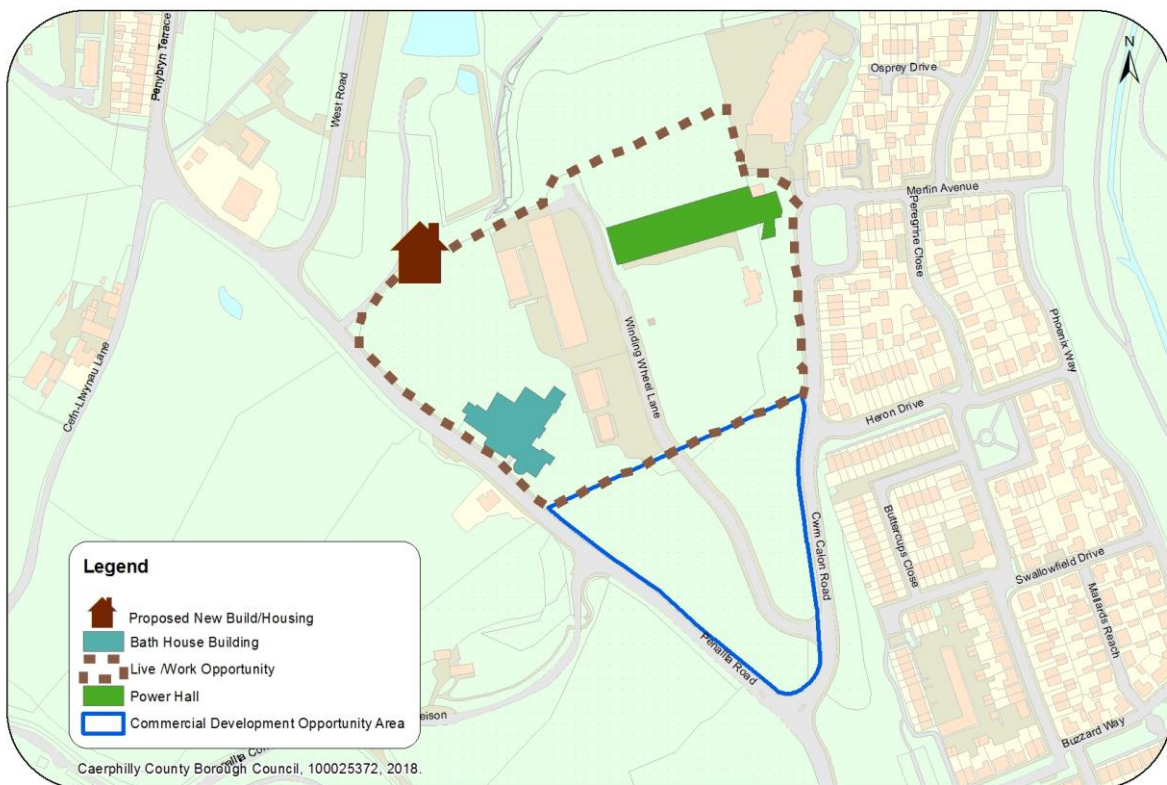 Penybryn Terrace
West Road
Osprey Drive
N
Merlin Avenue
Peregrine Close
Cefn-Llwynau Lane
Winding Wheel Lane
Phoenix Way
Heron Drive
Cwm Calon Road
Buttercups Close
Swallowfield Drive
Mallards Reach
Penallta Road
Buzzard Way
eison
Legend
Proposed New Build/Housing
Bath House Building
Live /Work Opportunity
Power Hall
Commercial Development Opportunity Area
Caerphilly County Borough Council, 100025372, 2018.